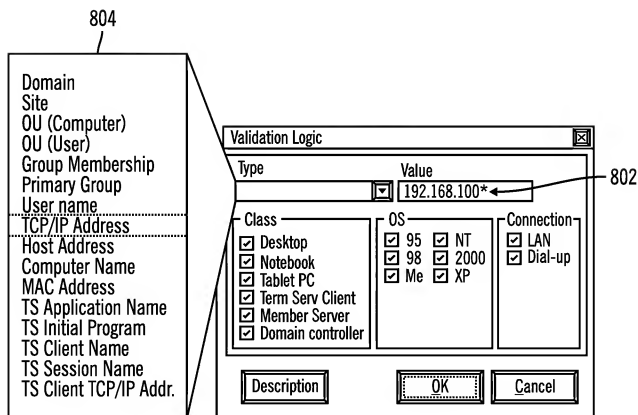 804
Domain
Site
OU (Computer)
OU (User)
Group Membership
Primary Group
User name
TCP/IP Address
Host Address
Computer Name
MAC Address
TS Application Name
TS Initial Program
TS Client Name
TS Session Name
TS Client TCP/IP Addr.
Validation Logic
Type Value
192.168.100* 802
Class OS Connection
Desktop 95 NT LAN
Notebook 98 2000 Dial-up
Tablet PC Me XP
Term Serv Client
Member Server
Domain controller
Description OK Cancel